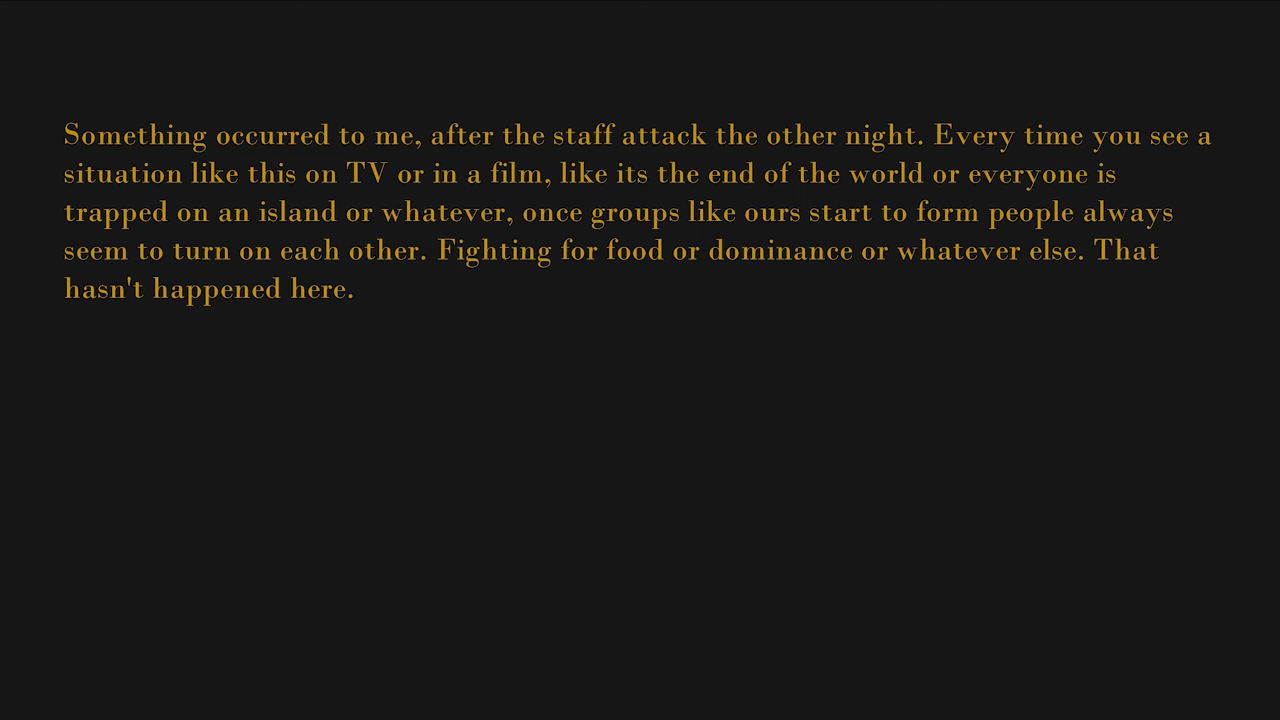 Something occurred to me, after the staff attack the other night. Every time you see a
situation like this on TV or in a film, like its the end of the world or everyone is
trapped on an island or whatever, once groups like ours start to form people always
seem to turn on each other. Fighting for food or dominance or whatever else. That
hasn't happened here.